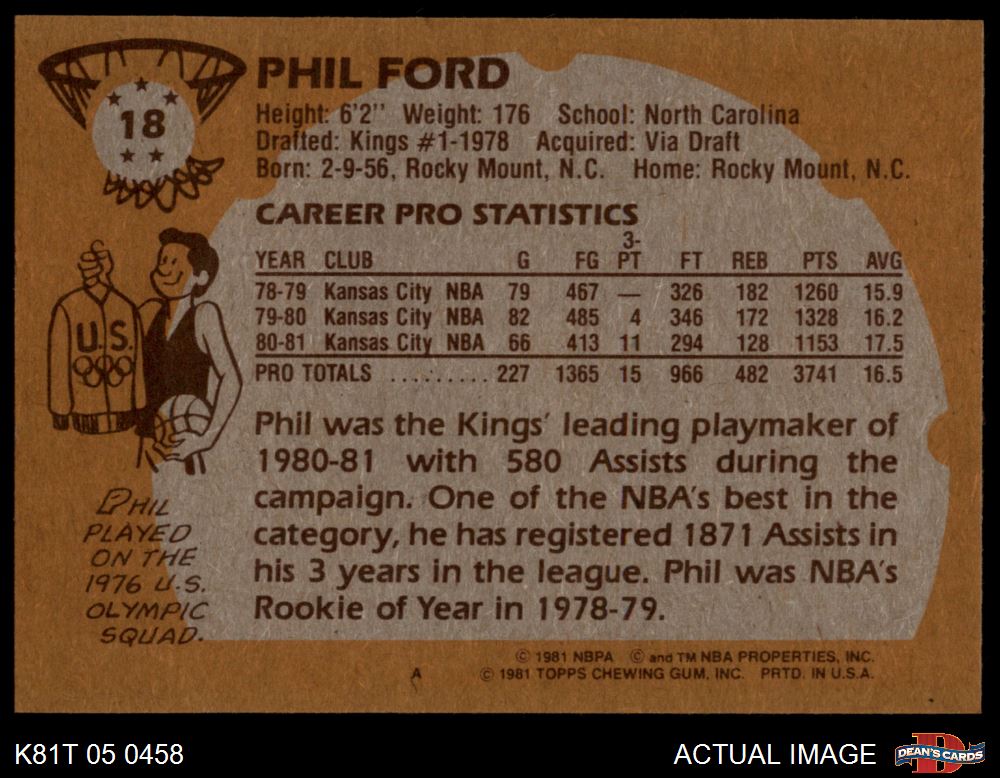 18
PHIL FORD
Height: 6'2" Weight: 176 School: North Carolina
Drafted: Kings #1-1978 Acquired: Via Draft
Born: 2-9-56, Rocky Mount, N.C. Home: Rocky Mount, N.C.
CAREER PRO STATISTICS
YEAR CLUB G FG 3-PT FT REB PTS AVG
78-79 Kansas City NBA 79 467 — 326 182 1260 15.9
79-80 Kansas City NBA 82 485 4 346 172 1328 16.2
80-81 Kansas City NBA 66 413 11 294 128 1153 17.5
PRO TOTALS ......... 227 1365 15 966 482 3741 16.5
U.S.
Phil was the Kings' leading playmaker of
1980-81 with 580 Assists during the
campaign. One of the NBA's best in the
category, he has registered 1871 Assists in
his 3 years in the league. Phil was NBA's
Rookie of Year in 1978-79.
PHIL
PLAYED
ON THE
1976 U.S.
OLYMPIC
SQUAD.
© 1981 NBPA © and TM NBA PROPERTIES, INC.
A © 1981 TOPPS CHEWING GUM, INC. PRTD. IN U.S.A.
K81T 05 0458 ACTUAL IMAGE D DEAN'S CARDS